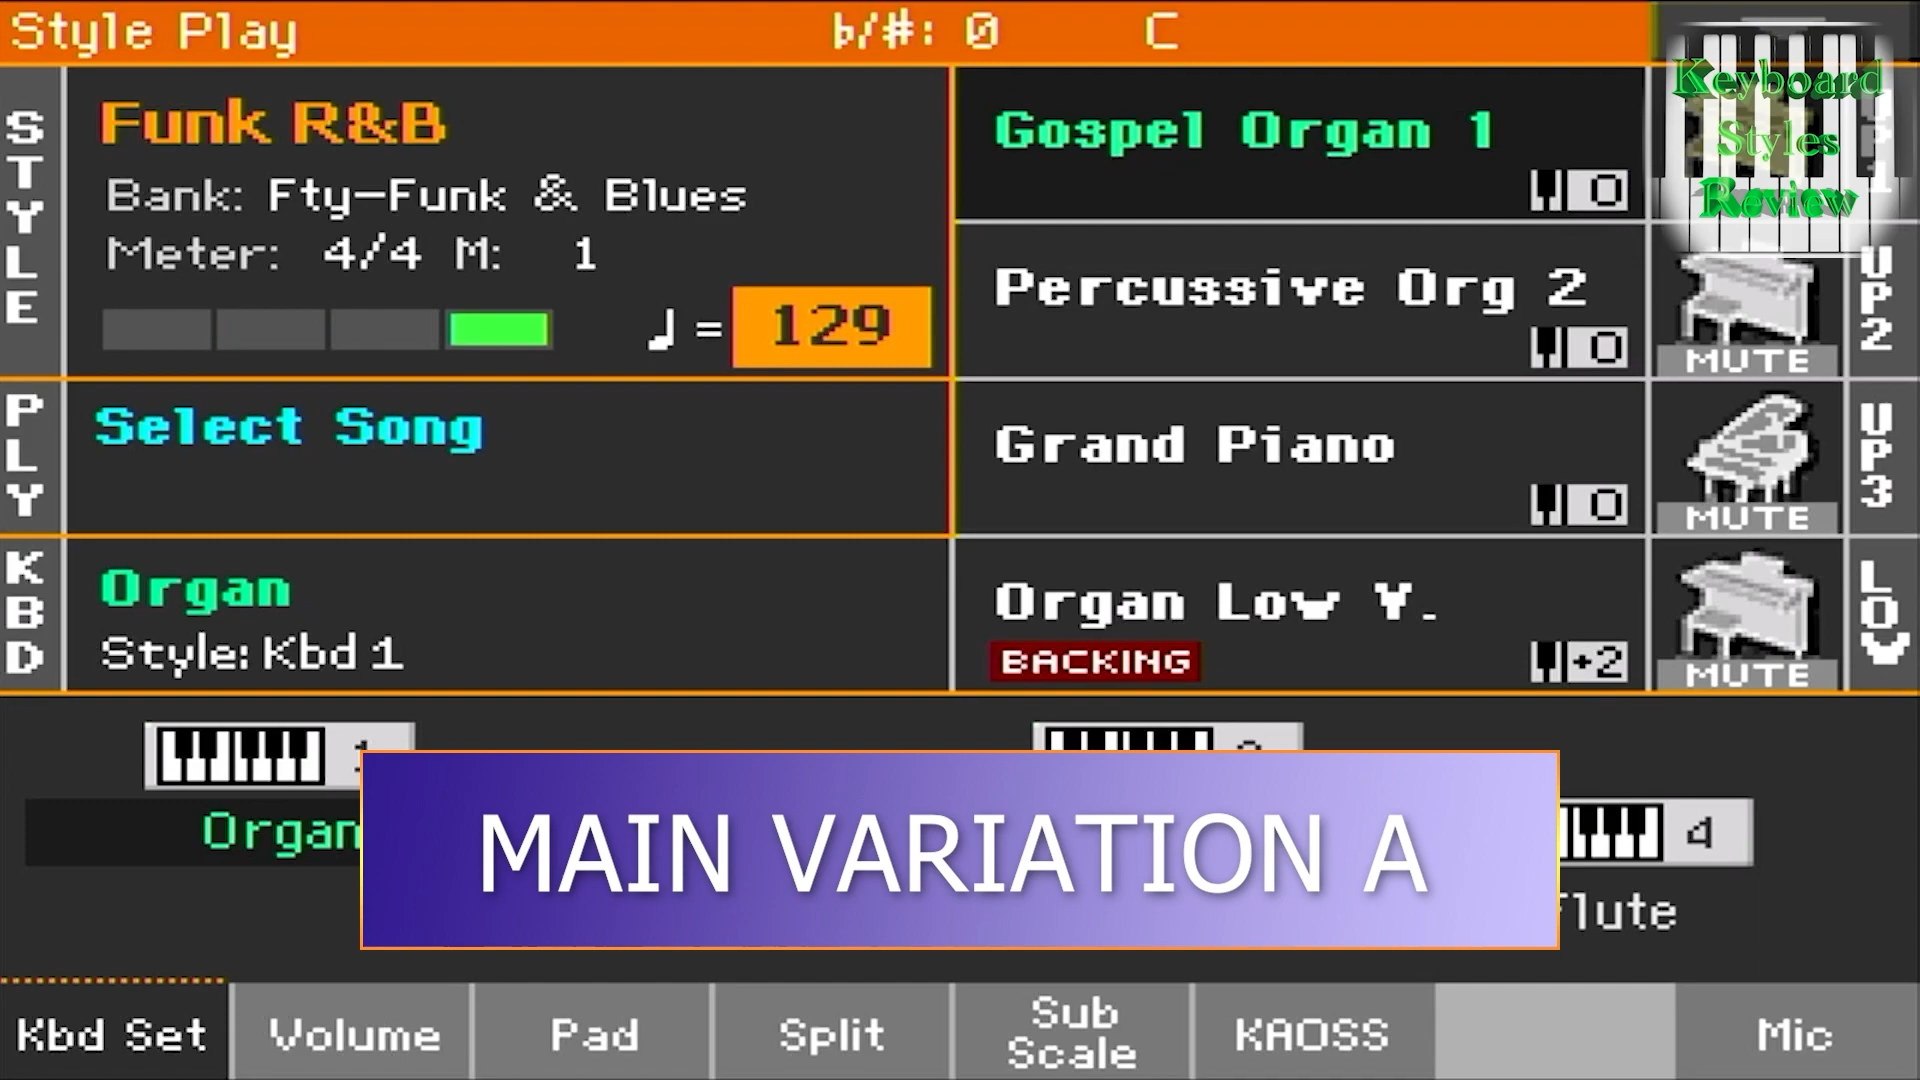 Style Play
♭/#: 0
C
Keyboard
Styles
Review
STYLE
Funk R&B
Bank: Fty-Funk & Blues
Meter: 4/4 M: 1
♩ = 129
Gospel Organ 1
0
Percussive Org 2
0
MUTE
UP2
PLY
Select Song
Grand Piano
0
MUTE
UP3
KBD
Organ
Style: Kbd 1
Organ Low V.
BACKING
+2
MUTE
LOW
Organ
MAIN VARIATION A
4
Flute
Kbd Set
Volume
Pad
Split
Sub
Scale
KAOSS
Mic